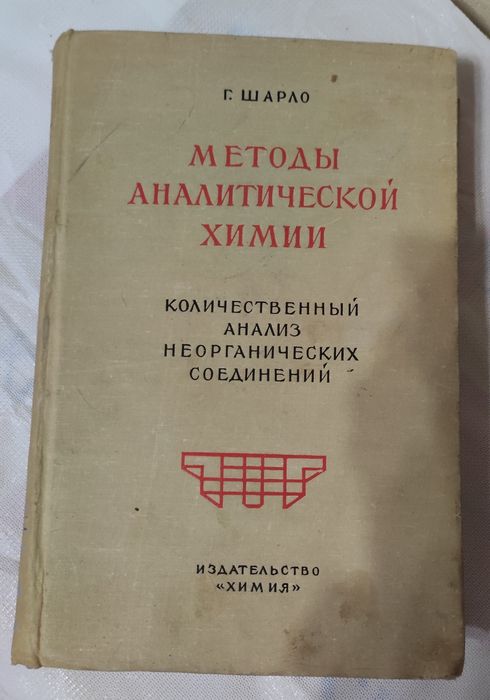 Г. ШАРЛО
МЕТОДЫ
АНАЛИТИЧЕСКОЙ
ХИМИИ
КОЛИЧЕСТВЕННЫЙ
АНАЛИЗ
НЕОРГАНИЧЕСКИХ
СОЕДИНЕНИЙ
ИЗДАТЕЛЬСТВО
«ХИМИЯ»